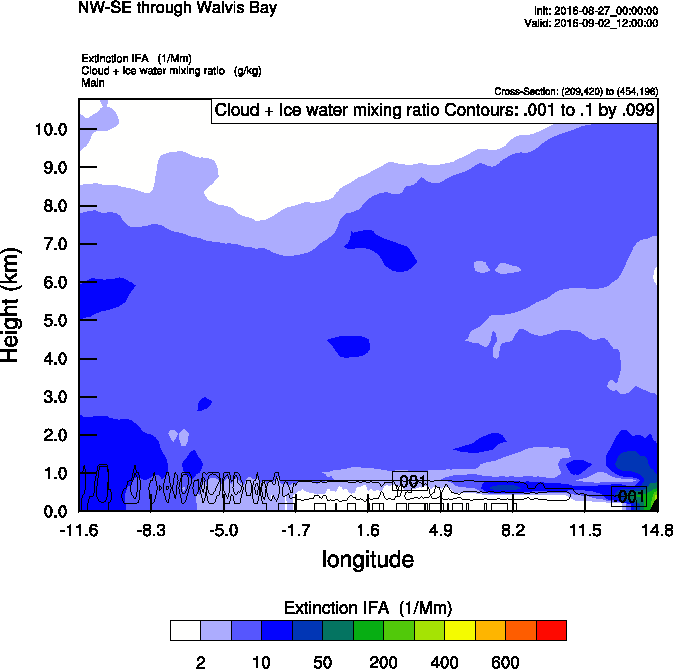 NW-SE through Walvis Bay
Init: 2016-08-27_00:00:00
Valid: 2016-09-02_12:00:00
Extinction IFA (1/Mm)
Cloud + Ice water mixing ratio (g/kg)
Main
Cross-Section: (209,420) to (454,196)
Cloud + Ice water mixing ratio Contours: .001 to .1 by .099
10.0
9.0
8.0
7.0
6.0
5.0
4.0
3.0
2.0
1.0
0.0
Height (km)
.001
.001
-11.6 -8.3 -5.0 -1.7 1.6 4.9 8.2 11.5 14.8
longitude
Extinction IFA (1/Mm)
2 10 50 200 400 600